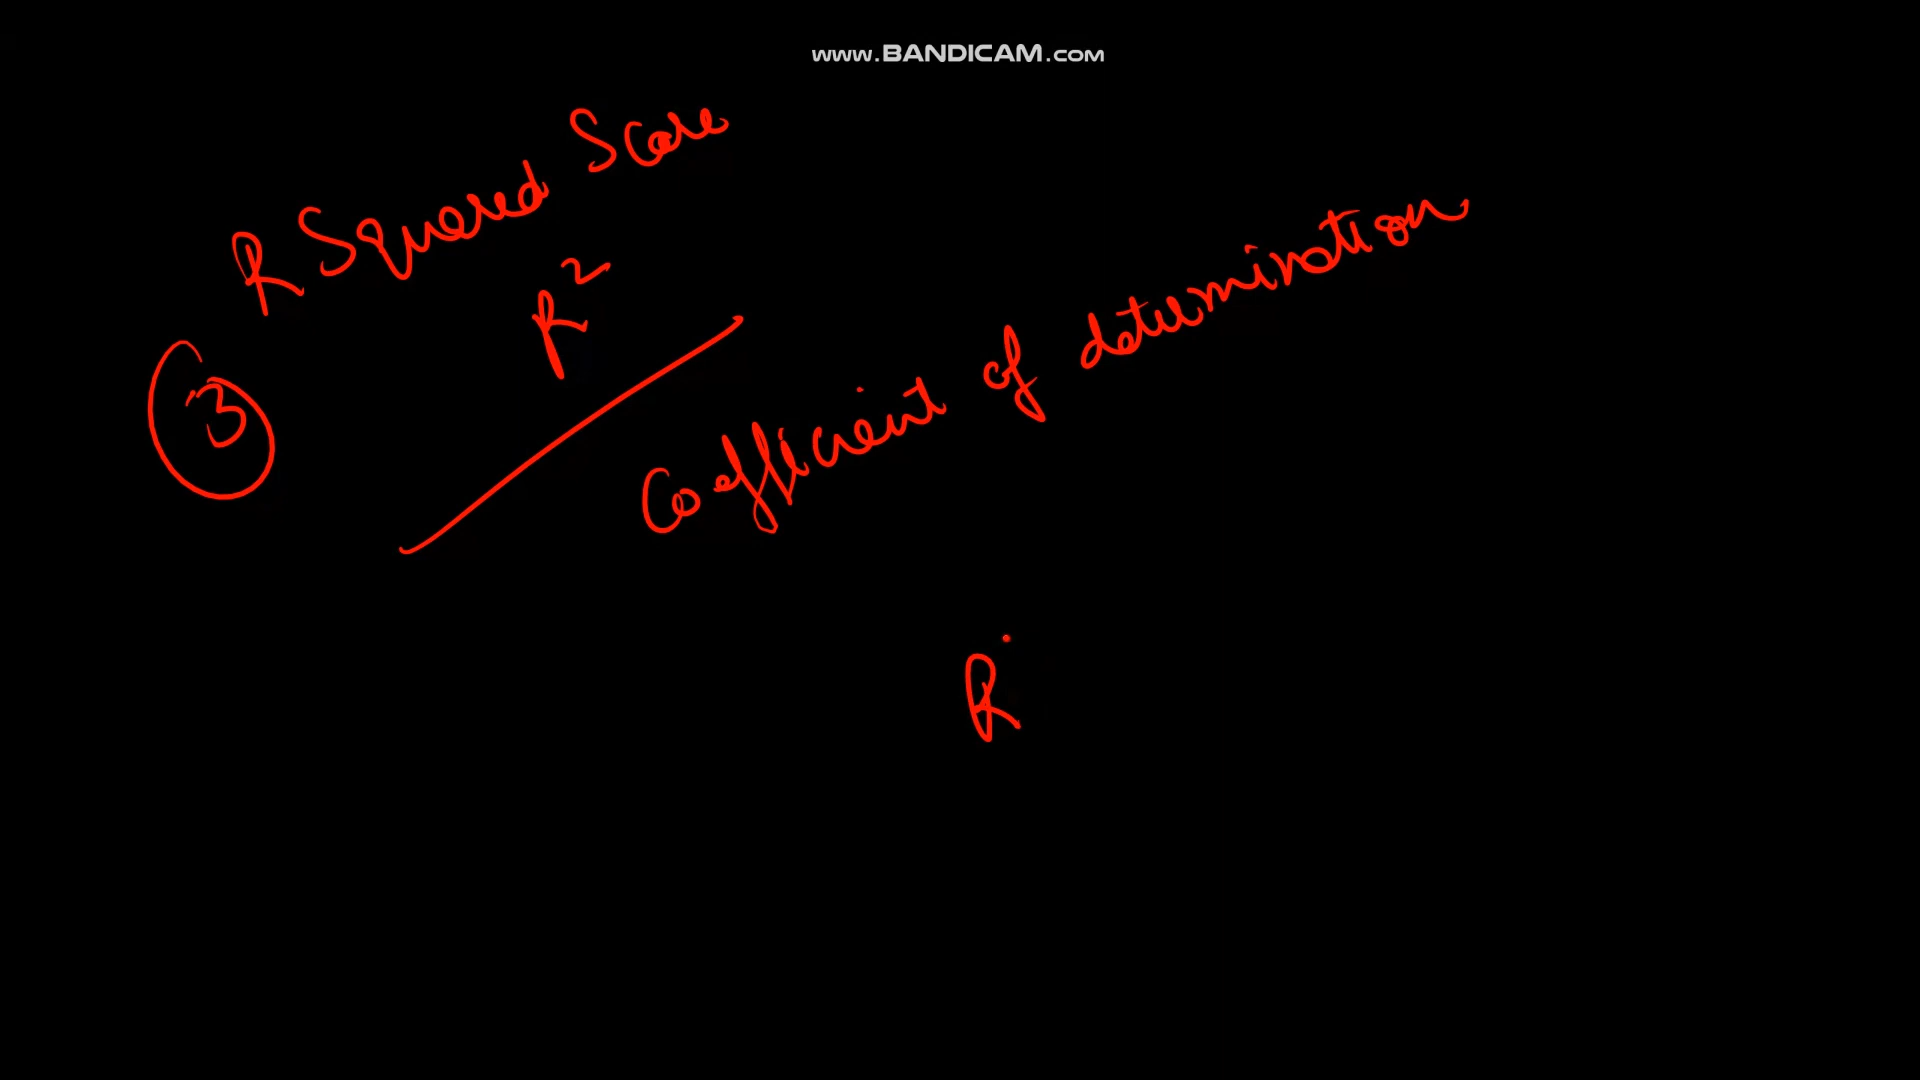 www.BANDICAM.com
R Squared Score
R²
3
Coefficient of determination
R